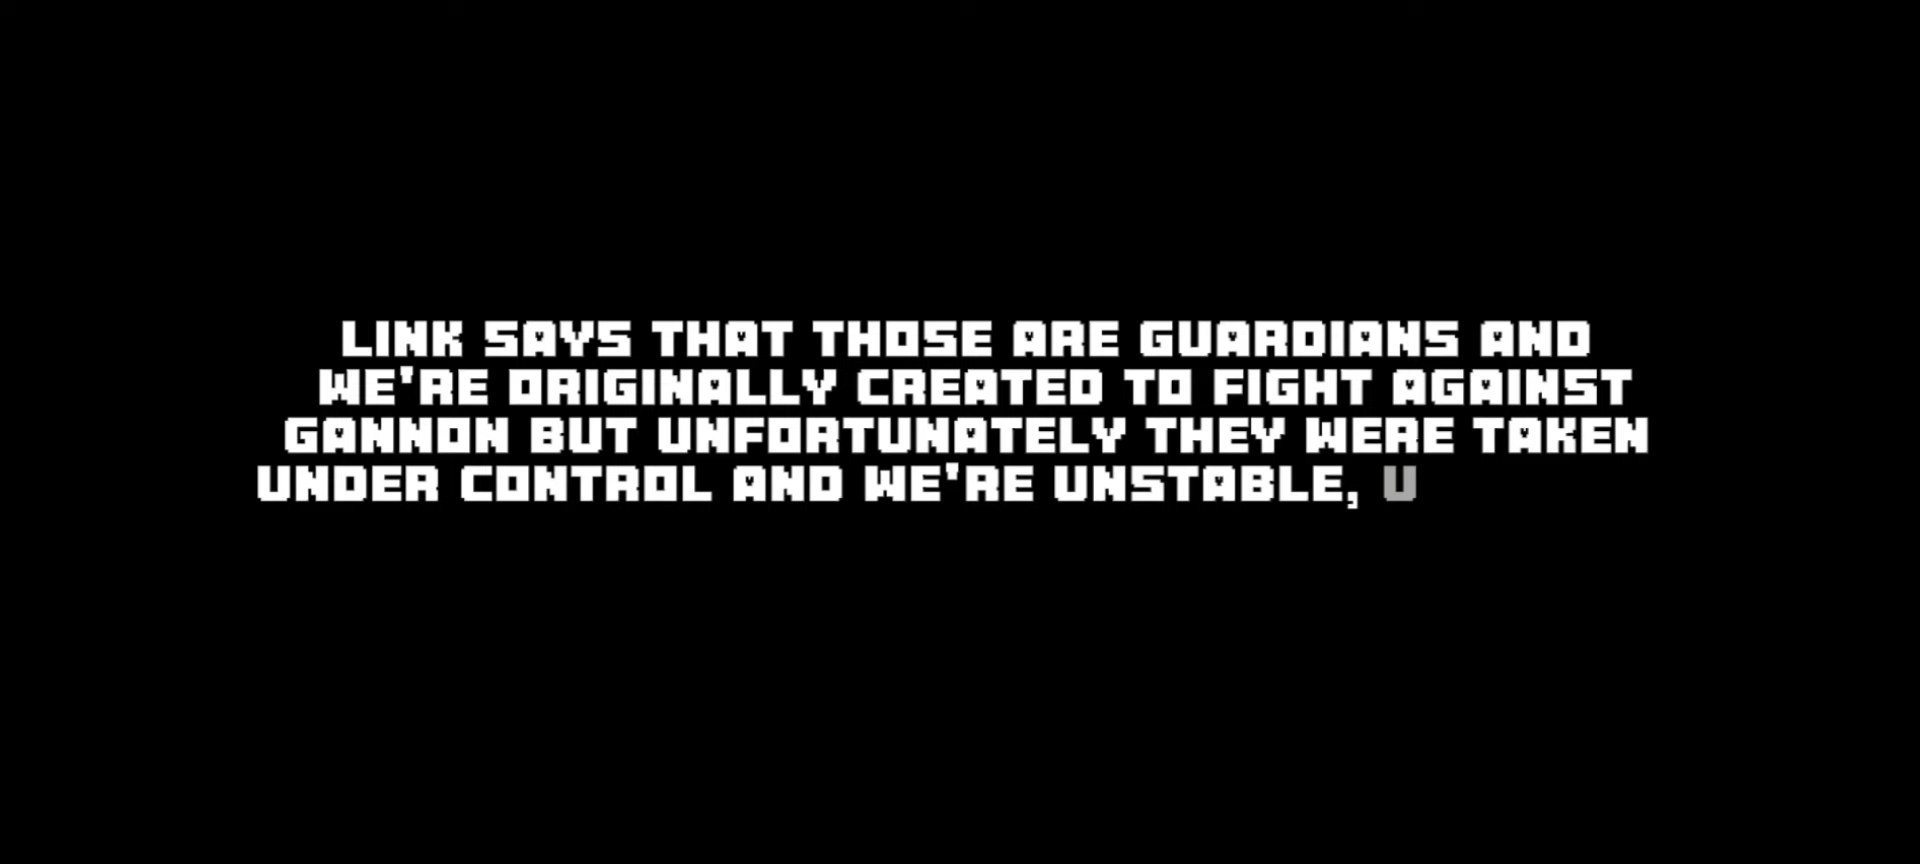 LINK SAYS THAT THOSE ARE GUARDIANS AND
WE'RE ORIGINALLY CREATED TO FIGHT AGAINST
GANNON BUT UNFORTUNATELY THEY WERE TAKEN
UNDER CONTROL AND WE'RE UNSTABLE, U